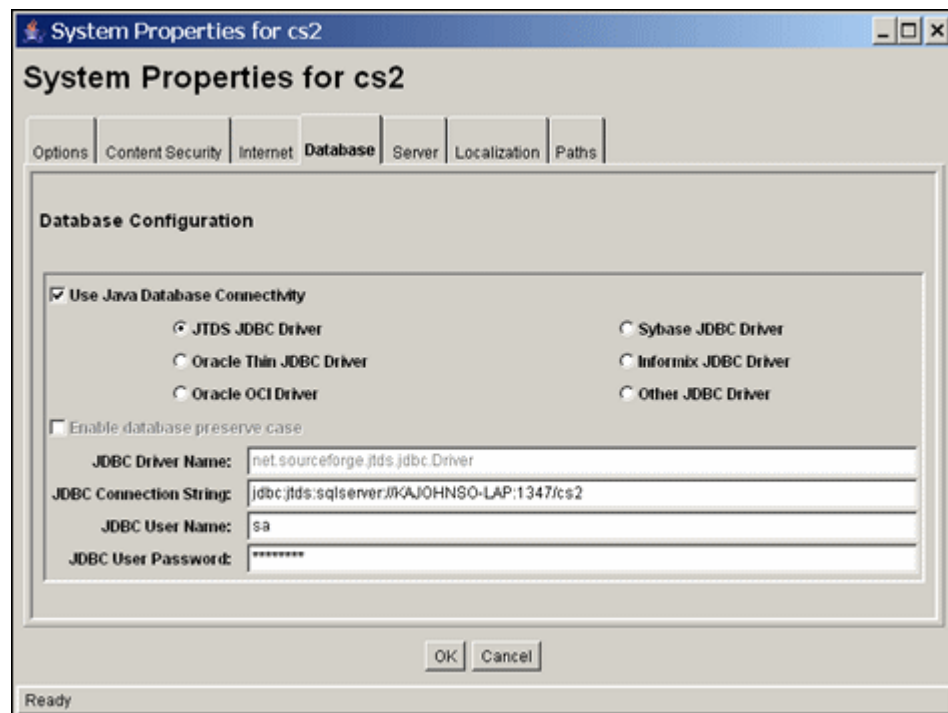 System Properties for cs2
System Properties for cs2
Options Content Security Internet Database Server Localization Paths
Database Configuration
Use Java Database Connectivity
JTDS JDBC Driver Sybase JDBC Driver
Oracle Thin JDBC Driver Informix JDBC Driver
Oracle OCI Driver Other JDBC Driver
Enable database preserve case
JDBC Driver Name: net.sourceforge.jtds.jdbc.Driver
JDBC Connection String: jdbc:jtds:sqlserver://KAJOHNSO-LAP:1347/cs2
JDBC User Name: sa
JDBC User Password: ********
OK Cancel
Ready